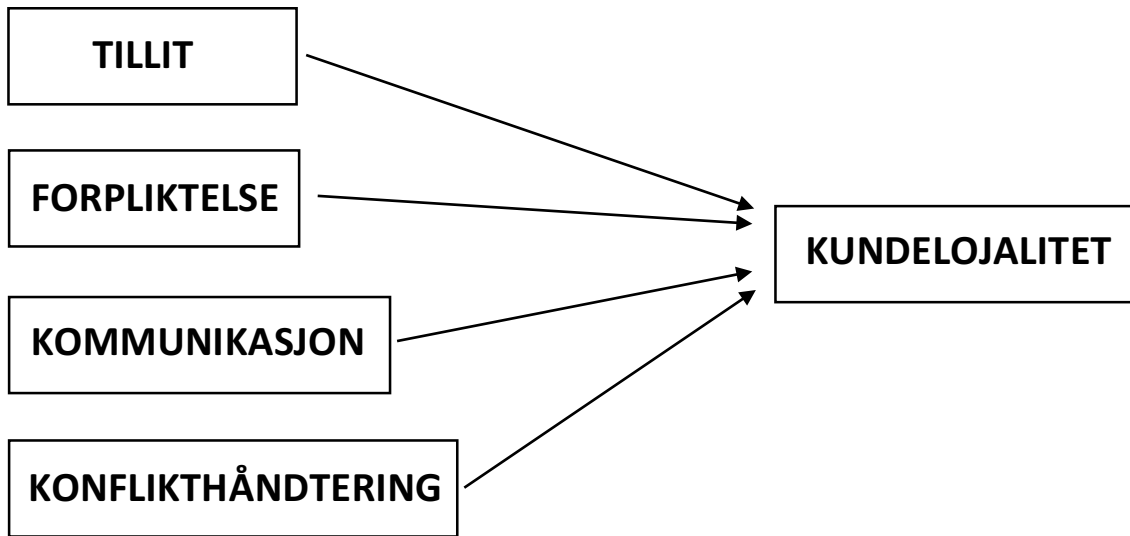 TILLIT
FORPLIKTELSE
KUNDELOJALITET
KOMMUNIKASJON
KONFLIKTHÅNDTERING